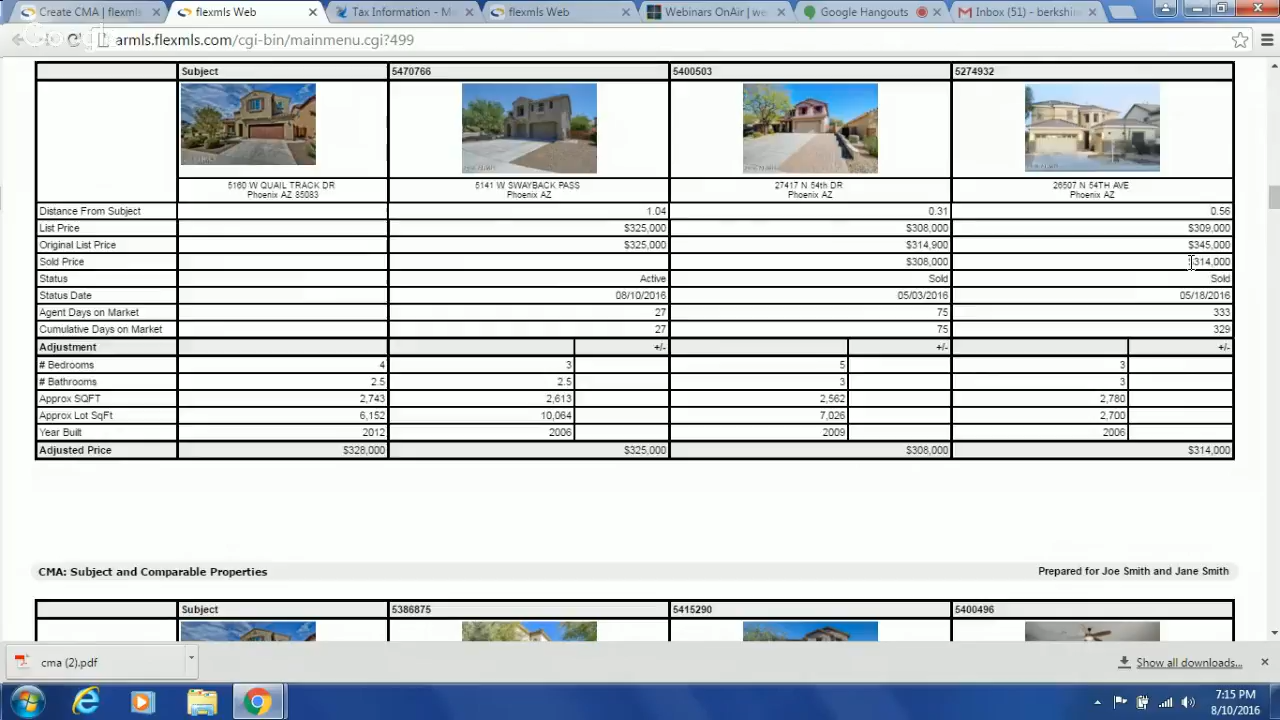 Create CMA | flexmls
flexmls Web
Tax Information - Mo
flexmls Web
Webinars OnAir | we
Google Hangouts
Inbox (51) - berkshir
armls.flexmls.com/cgi-bin/mainmenu.cgi?499
Subject 5470766 5400503 5274932
5160 W QUAIL TRACK DR 5141 W SWAYBACK PASS 27417 N 54th DR 26507 N 54TH AVE
Phoenix AZ 85083 Phoenix AZ Phoenix AZ Phoenix AZ
Distance From Subject 1.04 0.31 0.56
List Price $325,000 $308,000 $309,000
Original List Price $325,000 $314,900 $345,000
Sold Price $308,000 $314,000
Status Active Sold Sold
Status Date 08/10/2016 05/03/2016 05/18/2016
Agent Days on Market 27 75 333
Cumulative Days on Market 27 75 329
Adjustment +/- +/- +/-
# Bedrooms 4 3 5 3
# Bathrooms 2.5 2.5 3 3
Approx SQFT 2,743 2,613 2,562 2,780
Approx Lot SqFt 6,152 10,064 7,026 2,700
Year Built 2012 2006 2009 2006
Adjusted Price $328,000 $325,000 $308,000 $314,000
CMA: Subject and Comparable Properties Prepared for Joe Smith and Jane Smith
Subject 5386875 5415290 5400496
cma (2).pdf Show all downloads...
7:15 PM
8/10/2016